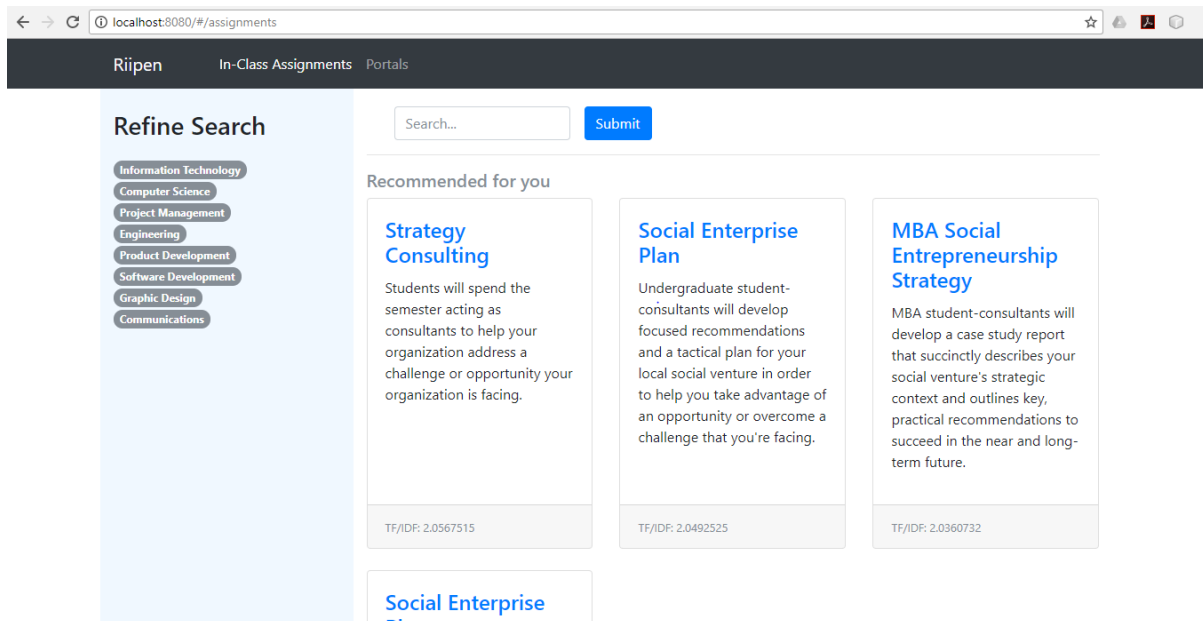 localhost:8080/#/assignments
Riipen In-Class Assignments Portals
Refine Search
Information Technology
Computer Science
Project Management
Engineering
Product Development
Software Development
Graphic Design
Communications
Search...
Submit
Recommended for you
Strategy
Consulting
Students will spend the
semester acting as
consultants to help your
organization address a
challenge or opportunity your
organization is facing.
TF/IDF: 2.0567515
Social Enterprise
Plan
Undergraduate student-
consultants will develop
focused recommendations
and a tactical plan for your
local social venture in order
to help you take advantage of
an opportunity or overcome a
challenge that you're facing.
TF/IDF: 2.0492525
MBA Social
Entrepreneurship
Strategy
MBA student-consultants will
develop a case study report
that succinctly describes your
social venture's strategic
context and outlines key,
practical recommendations to
succeed in the near and long-
term future.
TF/IDF: 2.0360732
Social Enterprise